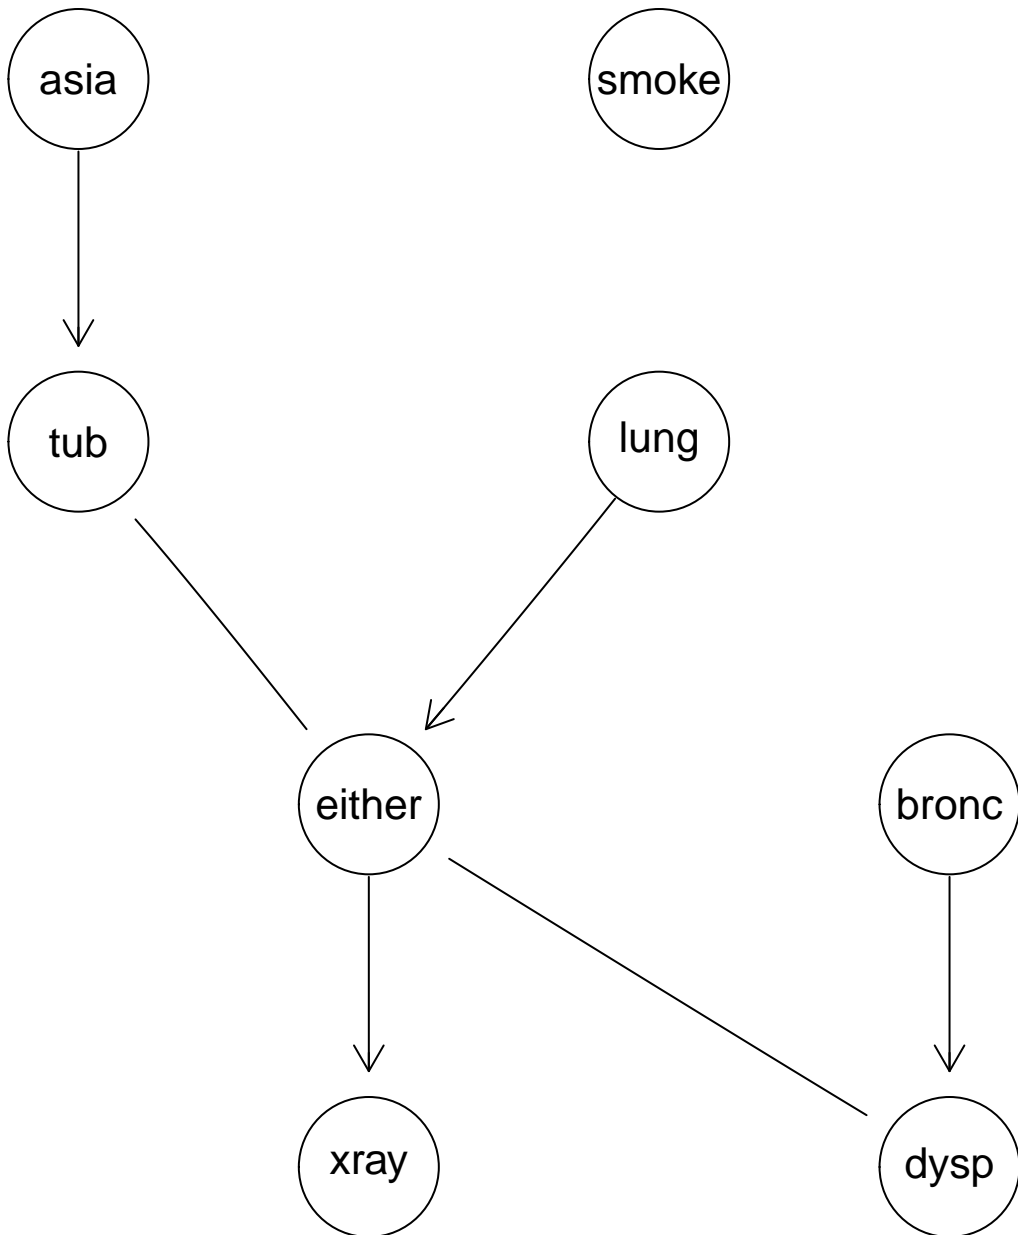 asia
smoke
tub
lung
either
bronc
xray
dysp